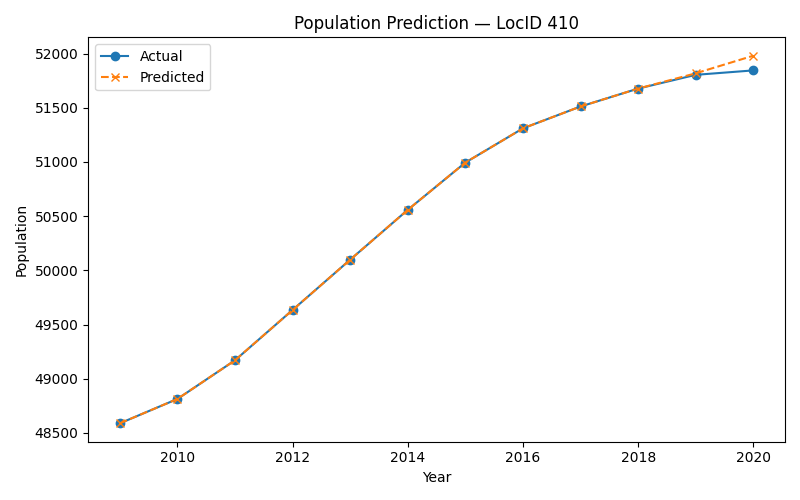 Population Prediction — LocID 410
Actual
Predicted
52000
51500
51000
50500
50000
49500
49000
48500
Population
2010 2012 2014 2016 2018 2020
Year